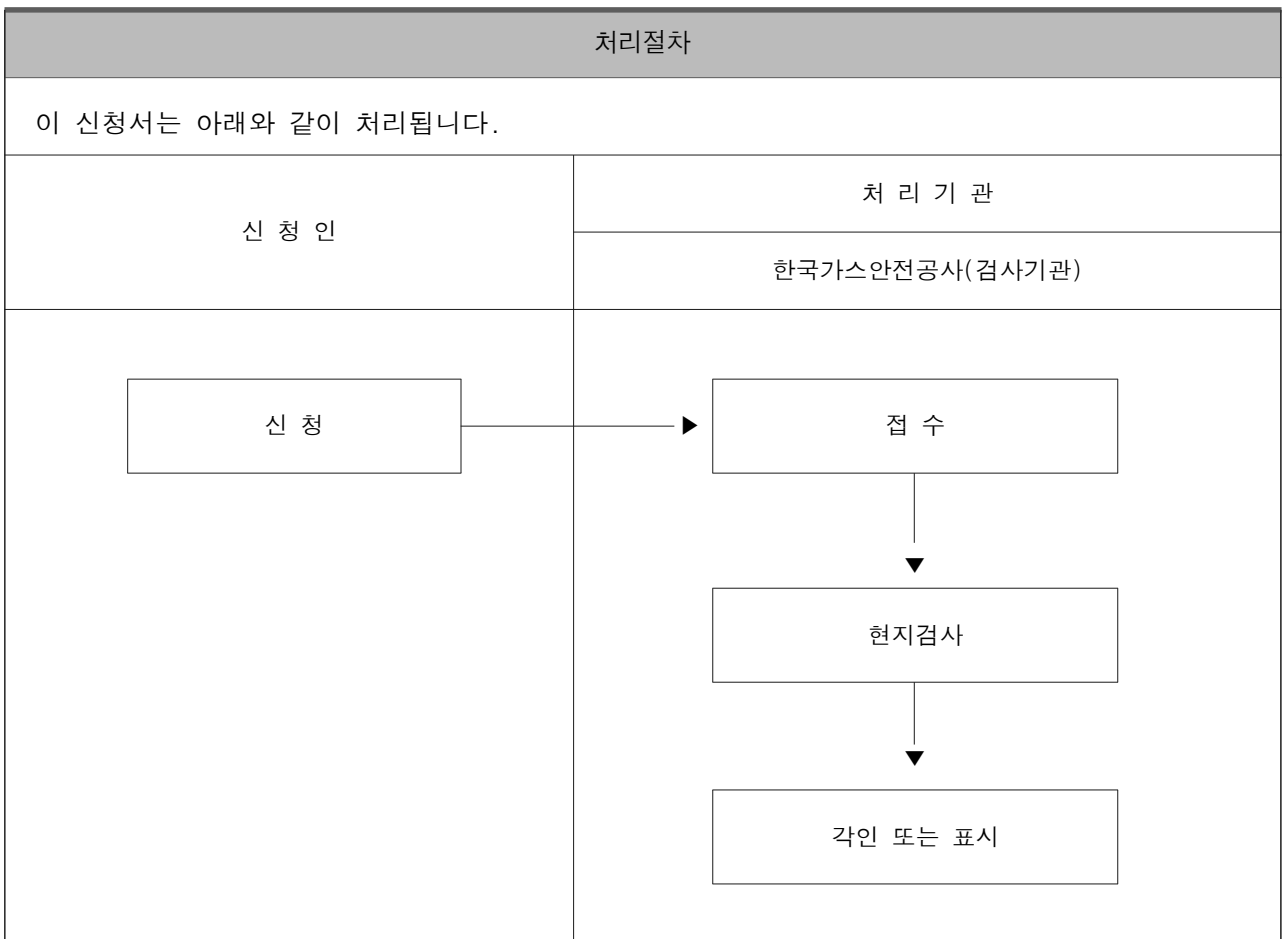 처리절차
이 신청서는 아래와 같이 처리됩니다.
신 청 인
처 리 기 관
한국가스안전공사(검사기관)
신 청
접 수
현지검사
각인 또는 표시